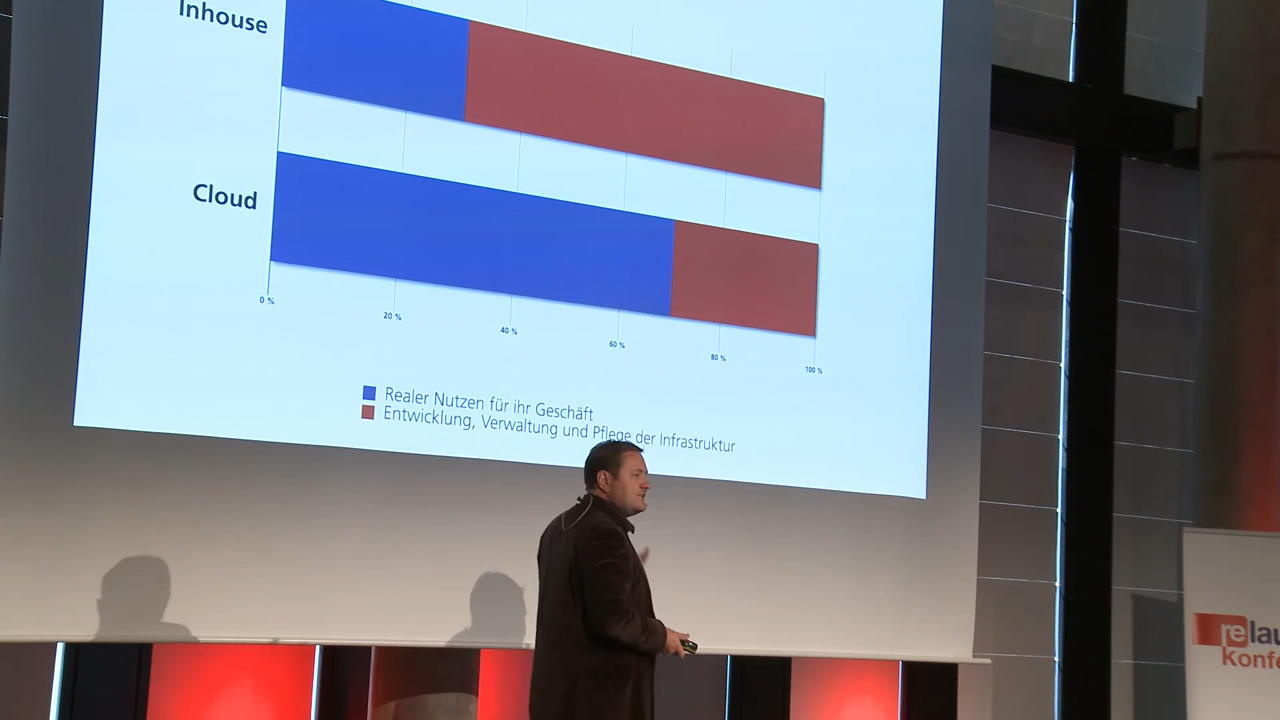 Inhouse
Cloud
0 %
20 %
40 %
60 %
80 %
100 %
Realer Nutzen für ihr Geschäft
Entwicklung, Verwaltung und Pflege der Infrastruktur
relau
Konfe